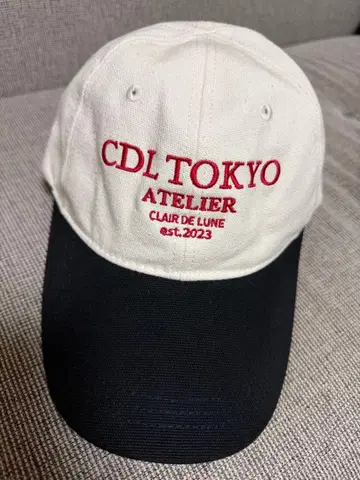 CDL TOKYO
ATELIER
CLAIR DE LUNE
est.2023